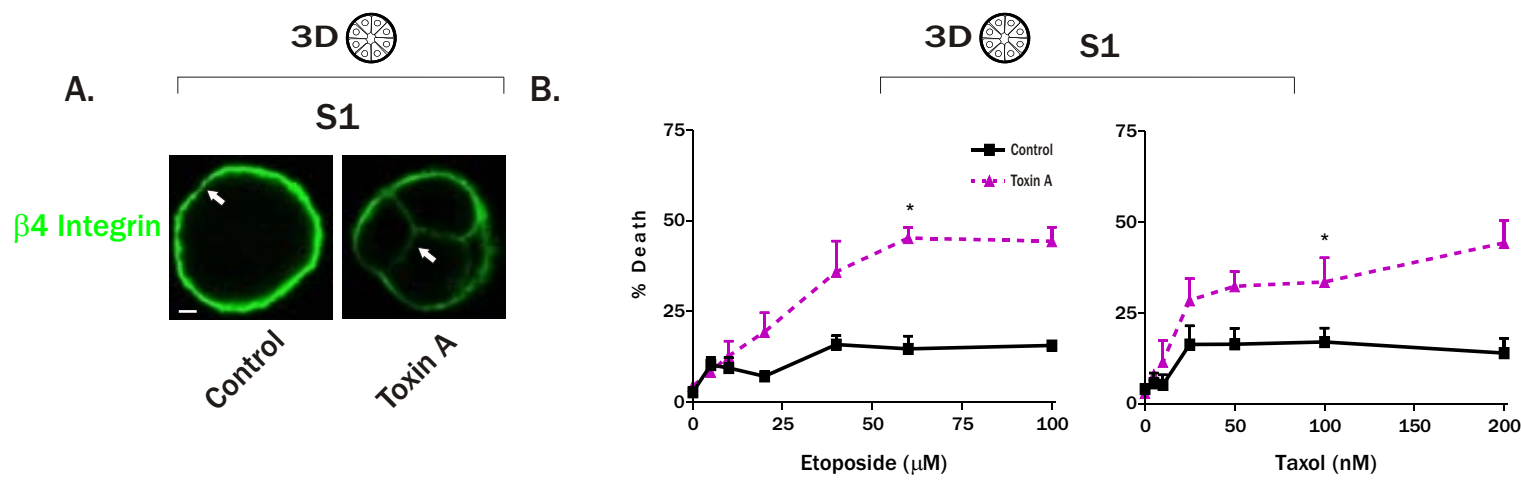 3D
A.
S1
β4 Integrin
Control
Toxin A
B.
3D S1
% Death
75
50
25
0
0 25 50 75 100
Etoposide (μM)
Control
Toxin A
*
75
50
25
0
0 50 100 150 200
Taxol (nM)
*